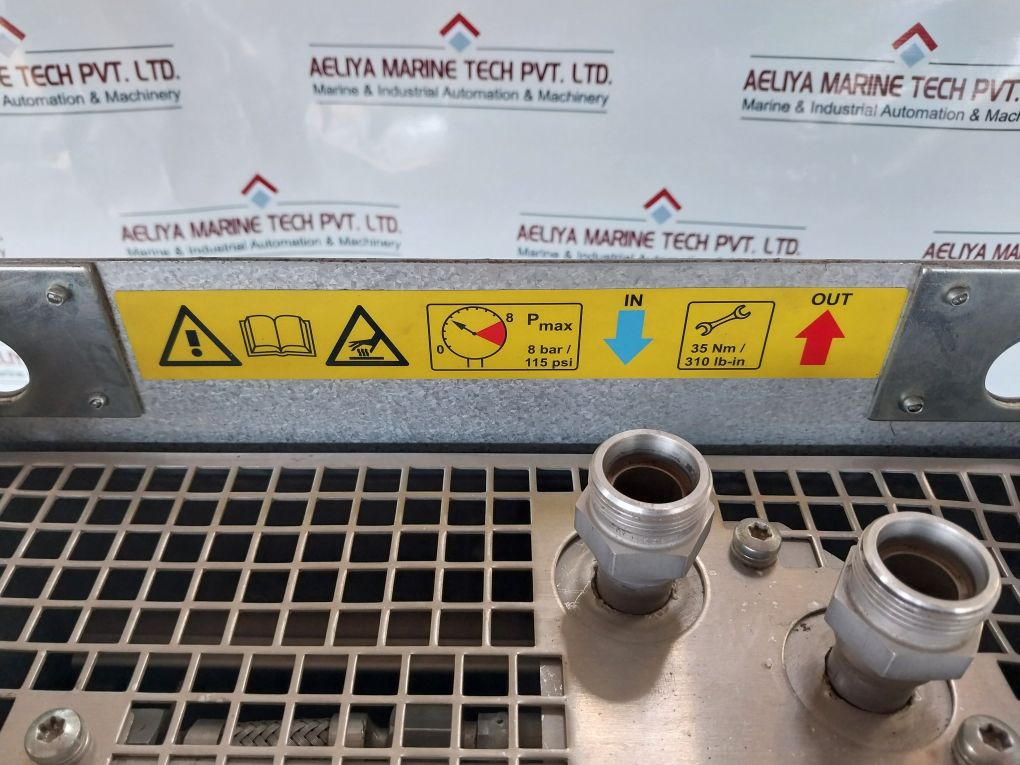 E TECH PVT. LTD.
Automation & Machinery
AELIYA MARINE TECH PVT. LTD.
Marine & Industrial Automation & Machinery
AELIYA MARINE TECH PVT.
Marine & Industrial Automation & Mach
AELIYA MARINE TECH PVT. LTD.
Marine & Industrial Automation & Machinery
AELIYA MARINE TECH PVT. LTD.
Marine & Industrial Automation & Machinery
AELIYA MARINE
0
8
Pmax
8 bar /
115 psi
IN
35 Nm /
310 lb-in
OUT